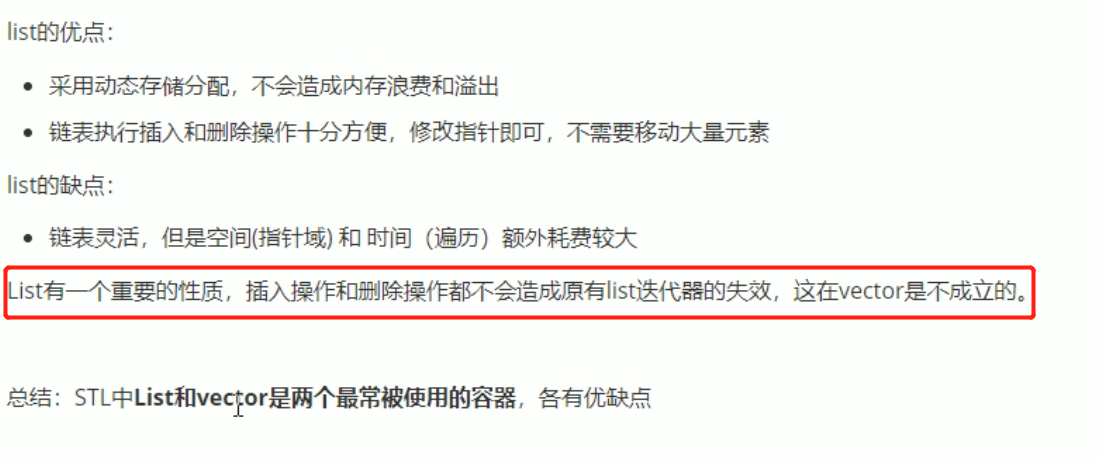 list的优点：
采用动态存储分配，不会造成内存浪费和溢出
链表执行插入和删除操作十分方便，修改指针即可，不需要移动大量元素
list的缺点：
链表灵活，但是空间(指针域) 和 时间（遍历）额外耗费较大
List有一个重要的性质，插入操作和删除操作都不会造成原有list迭代器的失效，这在vector是不成立的。
总结：STL中List和vector是两个最常被使用的容器，各有优缺点